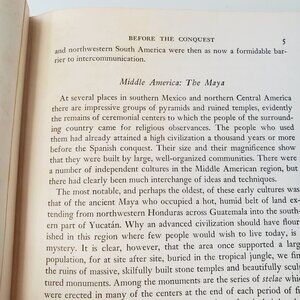 BEFORE THE CONQUEST 5
and northwestern South America were then as now a formidable bar-
rier to intercommunication.
Middle America: The Maya
At several places in southern Mexico and northern Central America
there are impressive groups of pyramids and ruined temples, evidently
the remains of ceremonial centers to which the people of the surround-
ing country came for religious observances. The people who used
them had already attained a high civilization a thousand years or more
before the Spanish conquest. Their size and their magnificence show
that they were built by large, well-organized communities. There were
a number of independent cultures in the Middle American region, but
there had clearly been much interchange of ideas and techniques.
The most notable, and perhaps the oldest, of these early cultures was
that of the ancient Maya who occupied a hot, humid belt of land ex-
tending from northwestern Honduras across Guatemala into the south-
ern part of Yucatán. Why an advanced civilization should have flour
ished in this region where few people would wish to live today, is
mystery. It is clear, however, that the area once supported a larg
population, for at site after site, buried in the tropical jungle, we find
the ruins of massive, skilfully built stone temples and beautifully scul
tured monuments. Among the monuments are the series of stelae which
were erected in many of the centers at the end of each period of fi